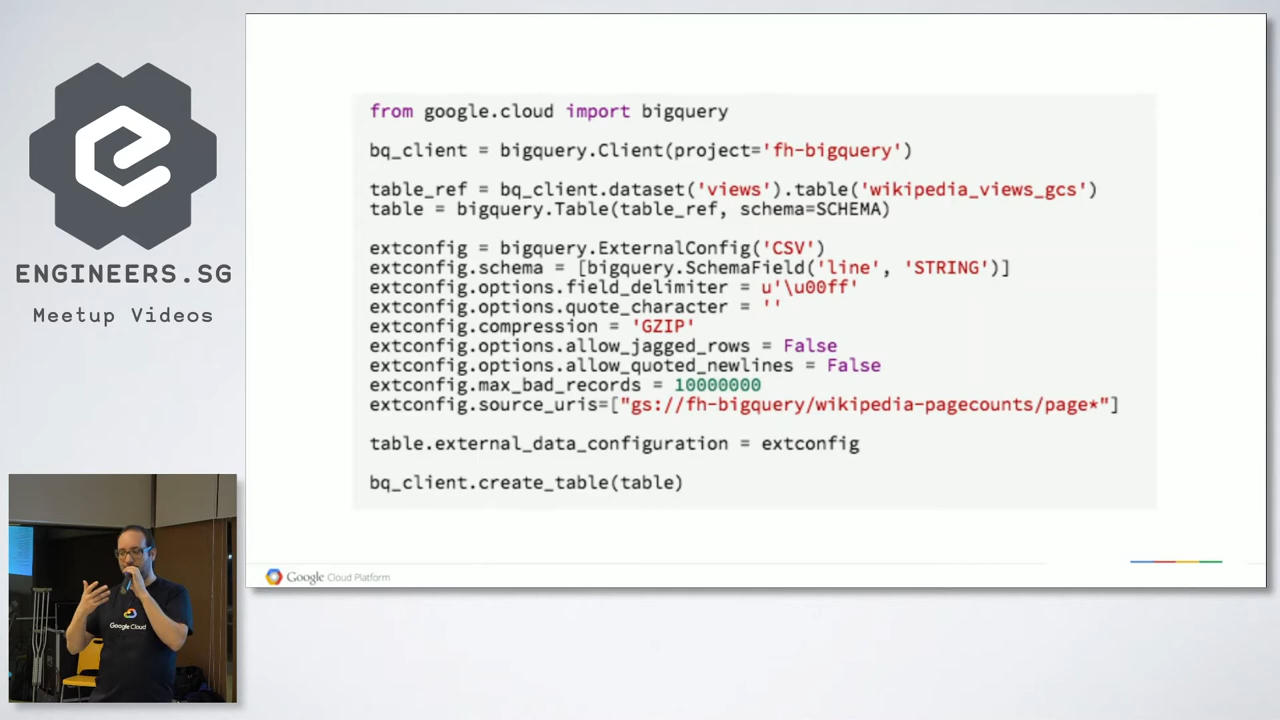 ENGINEERS.SG
Meetup Videos
from google.cloud import bigquery
bq_client = bigquery.Client(project='fh-bigquery')
table_ref = bq_client.dataset('views').table('wikipedia_views_gcs')
table = bigquery.Table(table_ref, schema=SCHEMA)
extconfig = bigquery.ExternalConfig('CSV')
extconfig.schema = [bigquery.SchemaField('line', 'STRING')]
extconfig.options.field_delimiter = u'\u00ff'
extconfig.options.quote_character = ''
extconfig.compression = 'GZIP'
extconfig.options.allow_jagged_rows = False
extconfig.options.allow_quoted_newlines = False
extconfig.max_bad_records = 10000000
extconfig.source_uris=["gs://fh-bigquery/wikipedia-pagecounts/page*"]
table.external_data_configuration = extconfig
bq_client.create_table(table)
Google Cloud Platform
Google Cloud